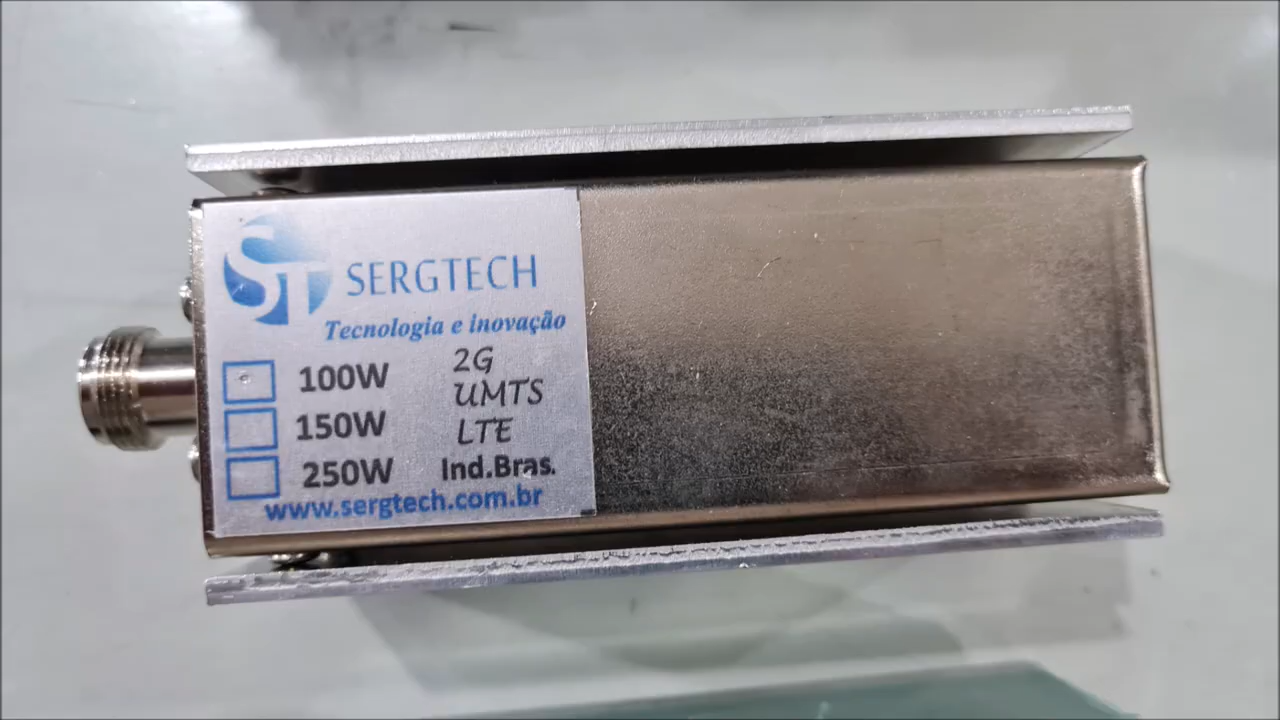 ST SERGTECH
Tecnologia e inovação
100W 2G
UMTS
150W LTE
250W Ind.Bras.
www.sergtech.com.br